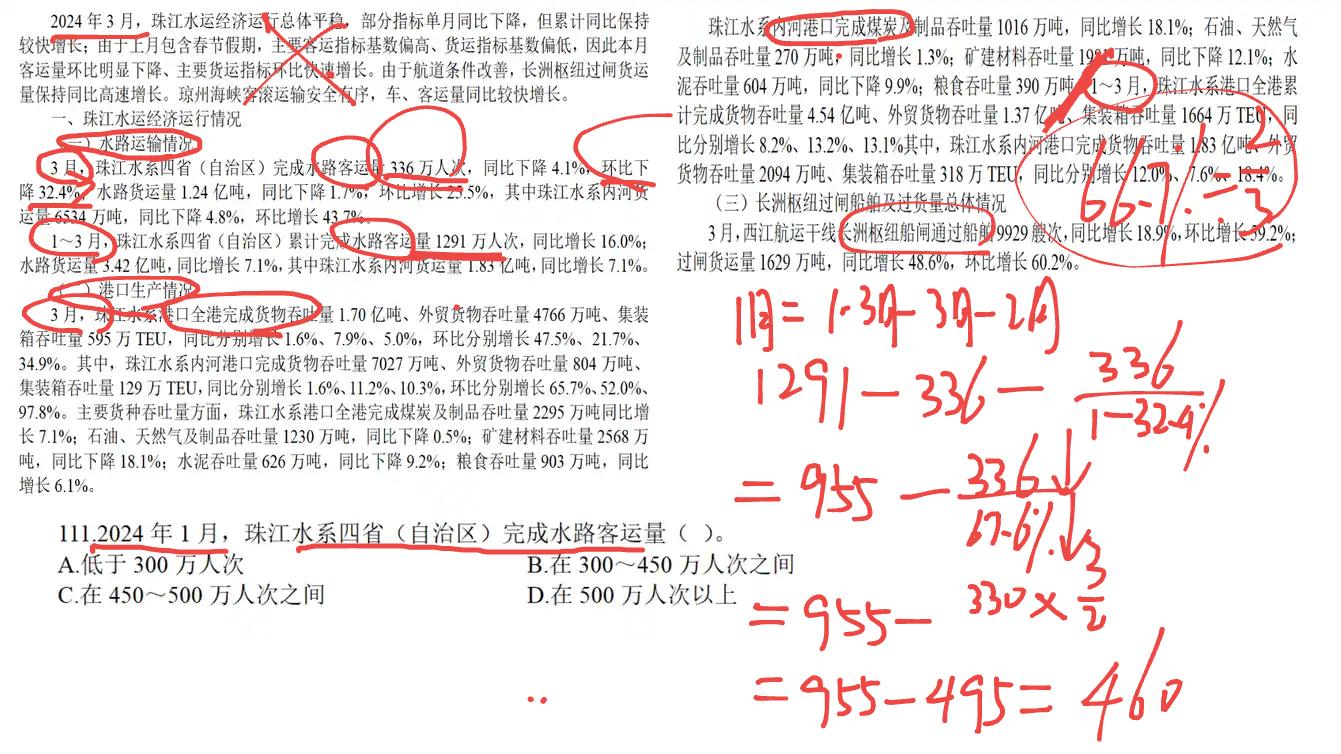 2024 年 3 月，珠江水运经济运行总体平稳，部分指标单月同比下降，但累计同比保持
较快增长；由于上月包含春节假期，主要客运指标基数偏高、货运指标基数偏低，因此本月
客运量环比明显下降、主要货运指标环比快速增长。由于航道条件改善，长洲枢纽过闸货运
量保持同比高速增长。琼州海峡客滚运输安全有序，车、客运量同比较快增长。
一、珠江水运经济运行情况
（一）水路运输情况
3 月，珠江水系四省（自治区）完成水路客运量 336 万人次，同比下降 4.1%，环比下
降 32.4%，水路货运量 1.24 亿吨，同比下降 1.7%，环比增长 25.5%，其中珠江水系内河货
运量 6534 万吨，同比下降 4.8%，环比增长 43.7%。
1～3 月，珠江水系四省（自治区）累计完成水路客运量 1291 万人次，同比增长 16.0%；
水路货运量 3.42 亿吨，同比增长 7.1%，其中珠江水系内河货运量 1.83 亿吨，同比增长 7.1%。
（二）港口生产情况
3 月，珠江水系港口全港完成货物吞吐量 1.70 亿吨、外贸货物吞吐量 4766 万吨、集装
箱吞吐量 595 万 TEU，同比分别增长 1.6%、7.9%、5.0%，环比分别增长 47.5%、21.7%、
34.9%。其中，珠江水系内河港口完成货物吞吐量 7027 万吨、外贸货物吞吐量 804 万吨、
集装箱吞吐量 129 万 TEU，同比分别增长 1.6%、11.2%、10.3%，环比分别增长 65.7%、52.0%、
97.8%。主要货种吞吐量方面，珠江水系港口全港完成煤炭及制品吞吐量 2295 万吨同比增
长 7.1%；石油、天然气及制品吞吐量 1230 万吨，同比下降 0.5%；矿建材料吞吐量 2568 万
吨，同比下降 18.1%；水泥吞吐量 626 万吨，同比下降 9.2%；粮食吞吐量 903 万吨，同比
增长 6.1%。
111.2024 年 1 月，珠江水系四省（自治区）完成水路客运量（ ）。
A.低于 300 万人次
B.在 300～450 万人次之间
C.在 450～500 万人次之间
D.在 500 万人次以上
珠江水系内河港口完成煤炭及制品吞吐量 1016 万吨，同比增长 18.1%；石油、天然气
及制品吞吐量 270 万吨，同比增长 1.3%；矿建材料吞吐量 万吨，同比下降 12.1%；水
泥吞吐量 604 万吨，同比下降 9.9%；粮食吞吐量 390 万吨 1～3 月，珠江水系港口全港累
计完成货物吞吐量 4.54 亿吨、外贸货物吞吐量 1.37 亿吨、集装箱吞吐量 1664 万 TEU，同
比分别增长 8.2%、13.2%、13.1%其中，珠江水系内河港口完成货物吞吐量 1.83 亿吨、外贸
货物吞吐量 2094 万吨、集装箱吞吐量 318 万 TEU，同比分别增长 12.0%、7.6%、18.4%。
（三）长洲枢纽过闸船舶及过货量总体情况
3 月，西江航运干线长洲枢纽船闸通过船舶 9929 艘次，同比增长 18.9%，环比增长 59.2%；
过闸货运量 1629 万吨，同比增长 48.6%，环比增长 60.2%。
66.7% = 2/3
1月 = 1-3月 - 3月 - 2月
1291 - 336 - 336/(1-32.4%)
= 955 - 336↓/67.6%↓
= 955 - 330 × 3/2
= 955 - 495 = 460